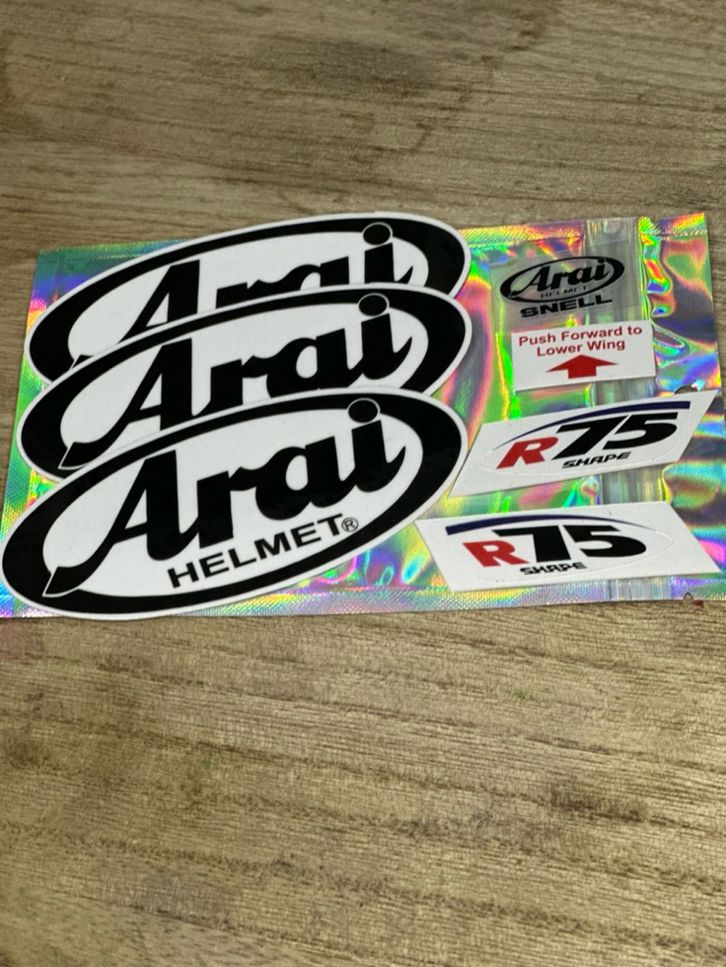 Arai
Arai
Arai
HELMET®
Arai
HELMET
SNELL
Push Forward to
Lower Wing
R75
SHAPE
R75
SHAPE